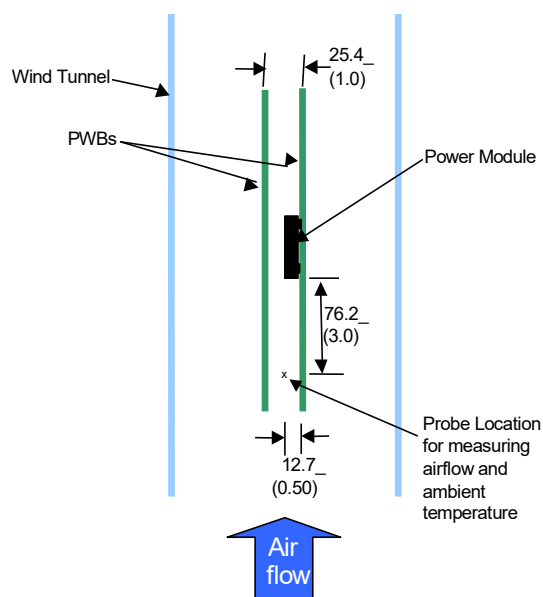 25.4_
(1.0)
Wind Tunnel
PWBs
Power Module
76.2_
(3.0)
x
Probe Location
for measuring
airflow and
ambient
temperature
12.7_
(0.50)
Air
flow